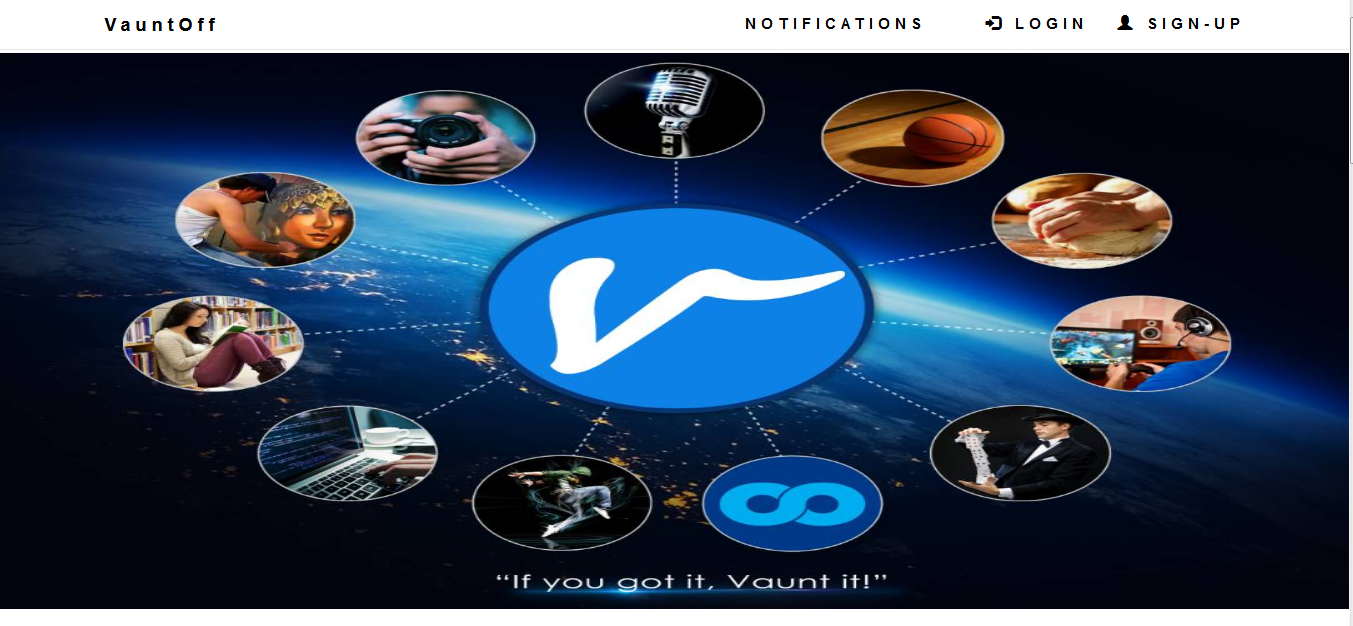 VauntOff
NOTIFICATIONS
LOGIN
SIGN-UP
“If you got it, Vaunt it!”